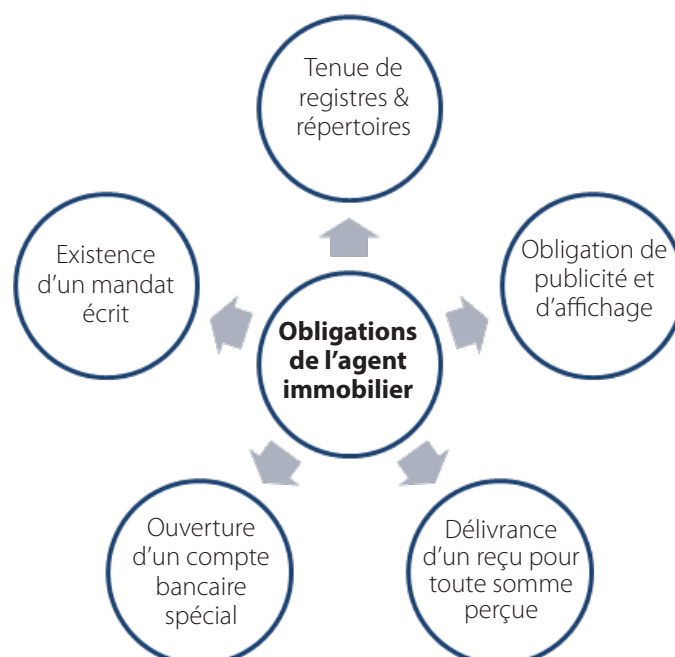 Tenue de
registres &
répertoires
Existence
d'un mandat
écrit
Obligation de
publicité et
d'affichage
Obligations
de l'agent
immobilier
Ouverture
d'un compte
bancaire
spécial
Délivrance
d'un reçu pour
toute somme
perçue